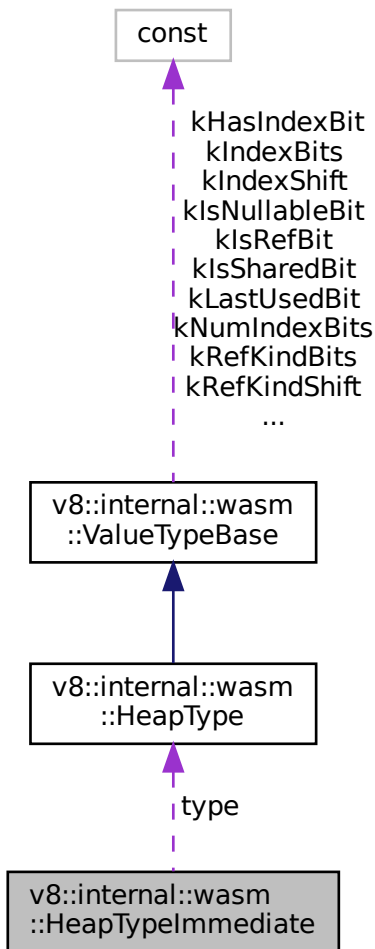 const
kHasIndexBit
kIndexBits
kIndexShift
kIsNullableBit
kIsRefBit
kIsSharedBit
kLastUsedBit
kNumIndexBits
kRefKindBits
kRefKindShift
...
v8::internal::wasm
::ValueTypeBase
v8::internal::wasm
::HeapType
type
v8::internal::wasm
::HeapTypeImmediate